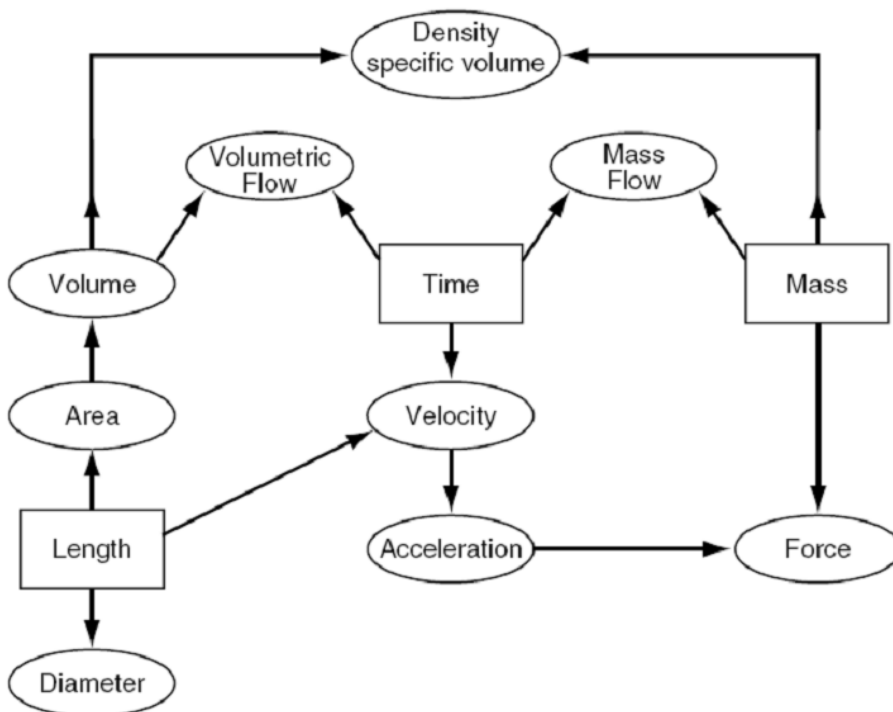 Density
specific volume
Volumetric
Flow
Mass
Flow
Volume
Time
Mass
Area
Velocity
Length
Acceleration
Force
Diameter